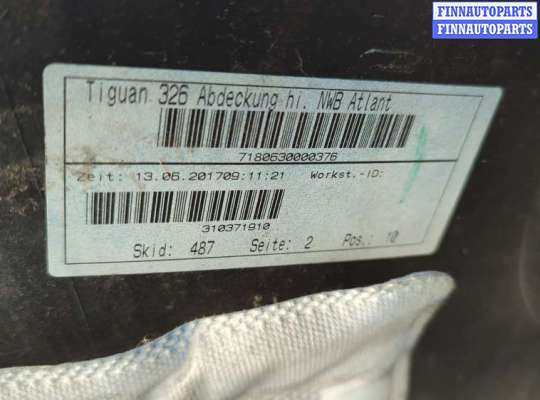 FINNAUTOPARTS
FINNAUTOPARTS
Tiguan 326 Abdeckung hi. NWB Atlant
7180630000376
Zeit: 13.06.201709:11:21 Workst.-ID:
310371910
Skid: 487 Seite: 2 Pos.: 10